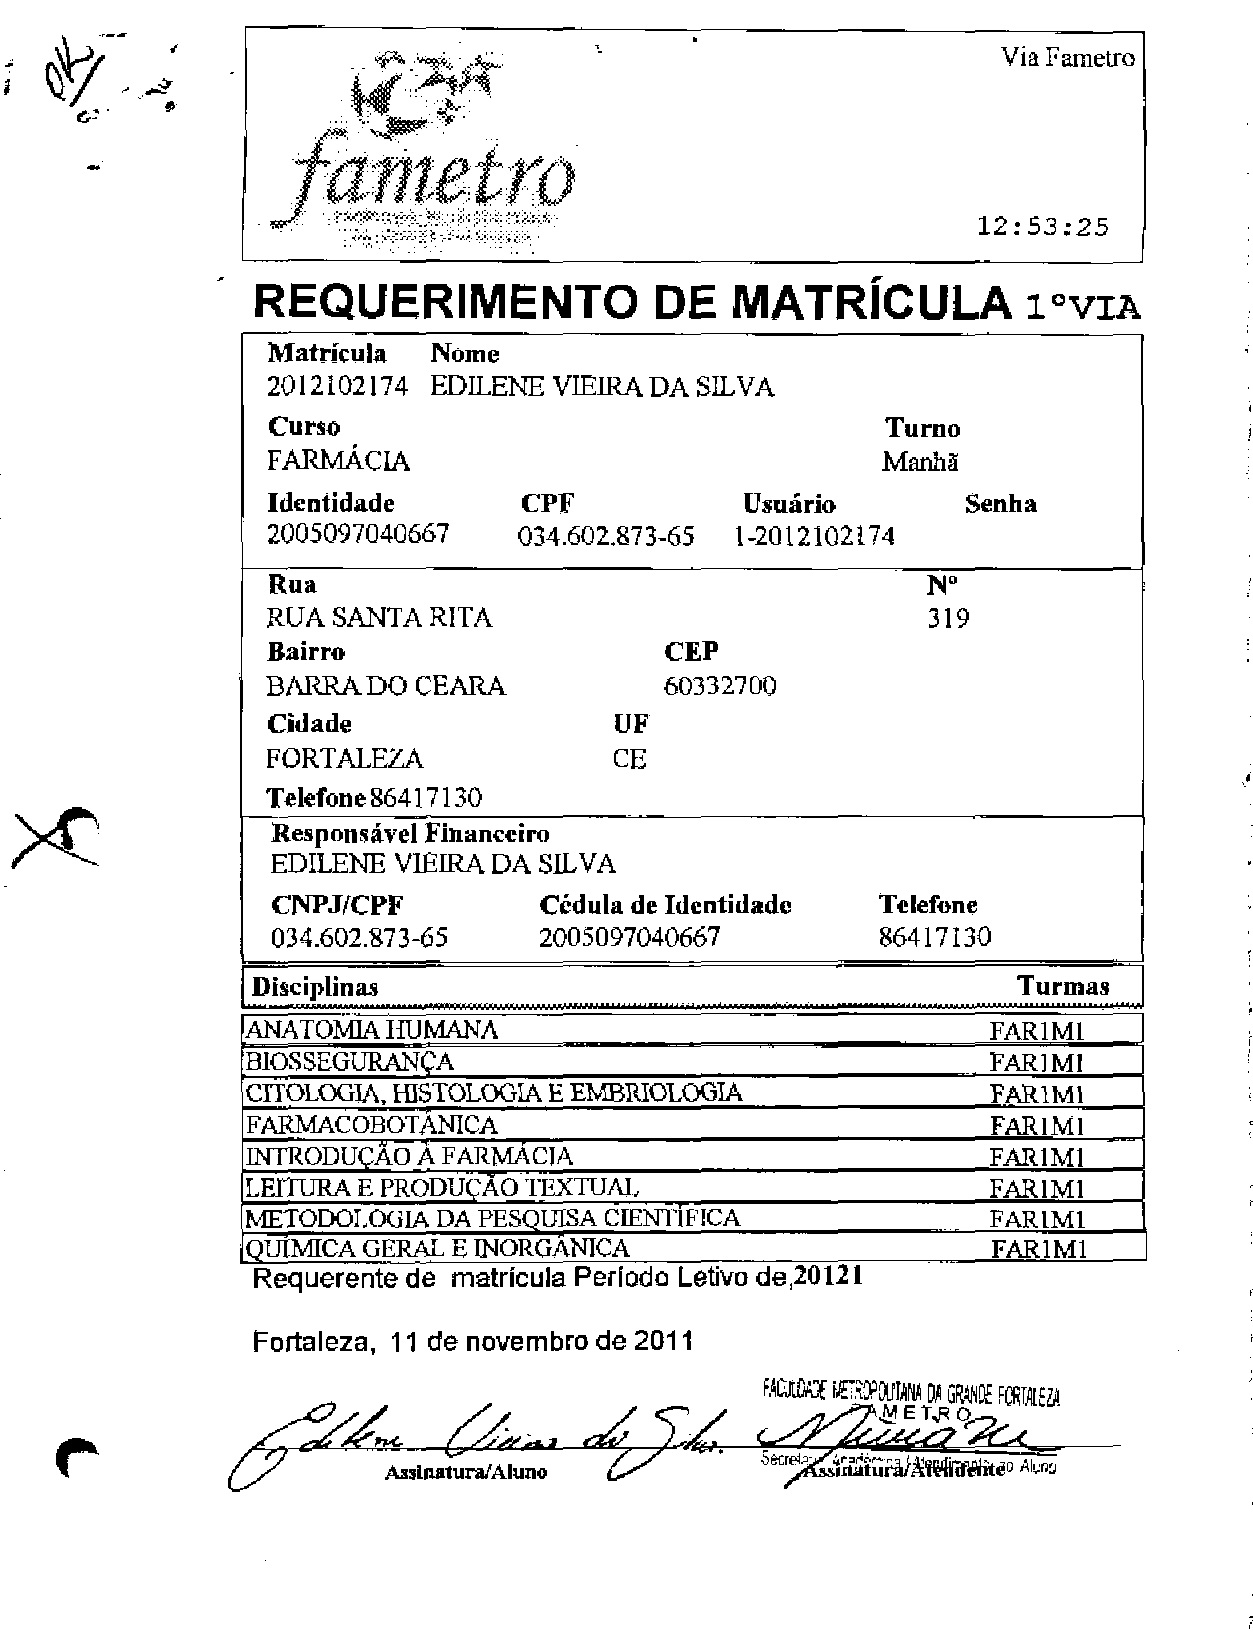 OK
Via Fametro
fametro
12:53:25
REQUERIMENTO DE MATRÍCULA 1ºVIA
Matrícula Nome
2012102174 EDILENE VIEIRA DA SILVA
Curso Turno
FARMÁCIA Manhã
Identidade CPF Usuário Senha
2005097040667 034.602.873-65 1-2012102174
Rua Nº
RUA SANTA RITA 319
Bairro CEP
BARRA DO CEARA 60332700
Cidade UF
FORTALEZA CE
Telefone 86417130
Responsável Financeiro
EDILENE VIEIRA DA SILVA
CNPJ/CPF Cédula de Identidade Telefone
034.602.873-65 2005097040667 86417130
Disciplinas Turmas
ANATOMIA HUMANA FAR1M1
BIOSSEGURANÇA FAR1M1
CITOLOGIA, HISTOLOGIA E EMBRIOLOGIA FAR1M1
FARMACOBOTÂNICA FAR1M1
INTRODUÇÃO À FARMÁCIA FAR1M1
LEITURA E PRODUÇÃO TEXTUAL FAR1M1
METODOLOGIA DA PESQUISA CIENTÍFICA FAR1M1
QUÍMICA GERAL E INORGÂNICA FAR1M1
Requerente de matrícula Período Letivo de,20121
Fortaleza, 11 de novembro de 2011
FACULDADE METROPOLITANA DA GRANDE FORTALEZA
FAMETRO
Edilene Vieira da Silva
Assinatura/Aluno Assinatura/Atendente
ao Aluno